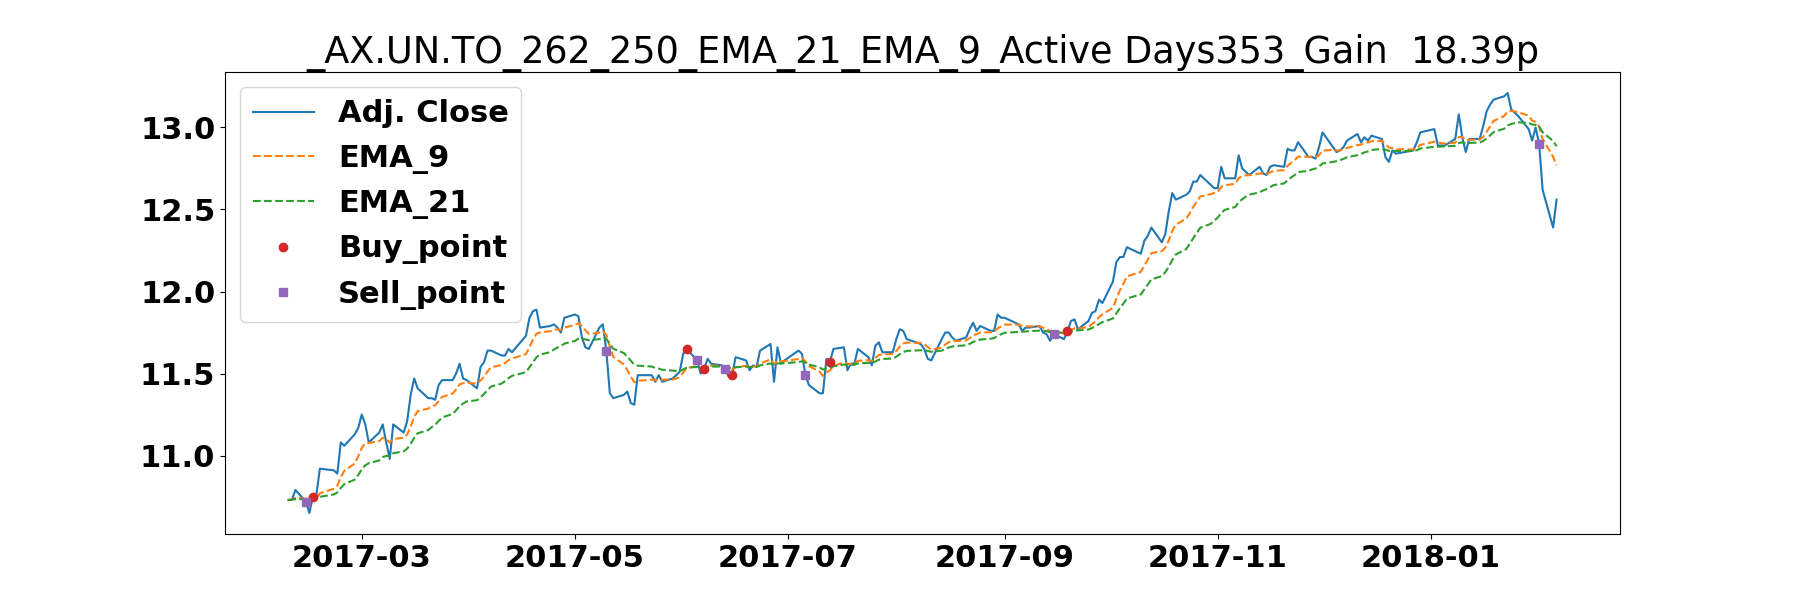 _AX.UN.TO_262_250_EMA_21_EMA_9_Active Days353_Gain  18.39p
Adj. Close
EMA_9
EMA_21
Buy_point
Sell_point
13.0
12.5
12.0
11.5
11.0
2017-03 2017-05 2017-07 2017-09 2017-11 2018-01